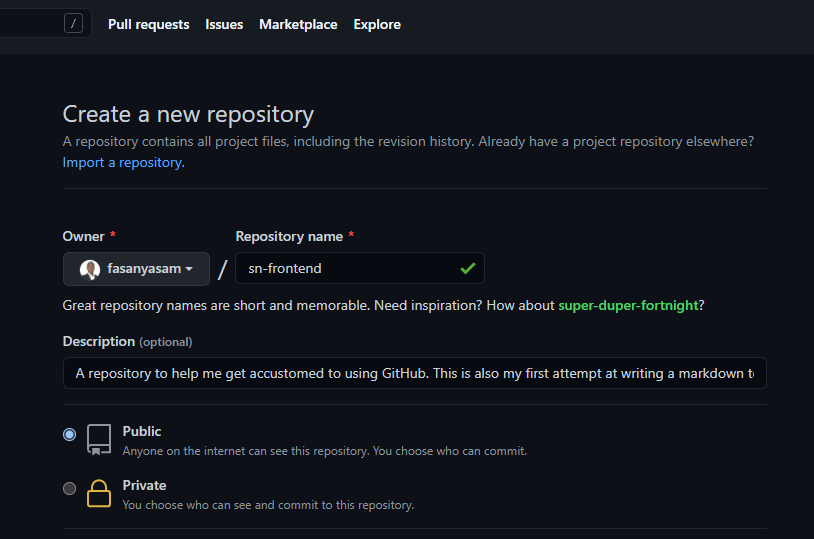 / Pull requests Issues Marketplace Explore
Create a new repository
A repository contains all project files, including the revision history. Already have a project repository elsewhere?
Import a repository.
Owner * Repository name *
fasanyasam / sn-frontend
Great repository names are short and memorable. Need inspiration? How about super-duper-fortnight?
Description (optional)
A repository to help me get accustomed to using GitHub. This is also my first attempt at writing a markdown
Public
Anyone on the internet can see this repository. You choose who can commit.
Private
You choose who can see and commit to this repository.